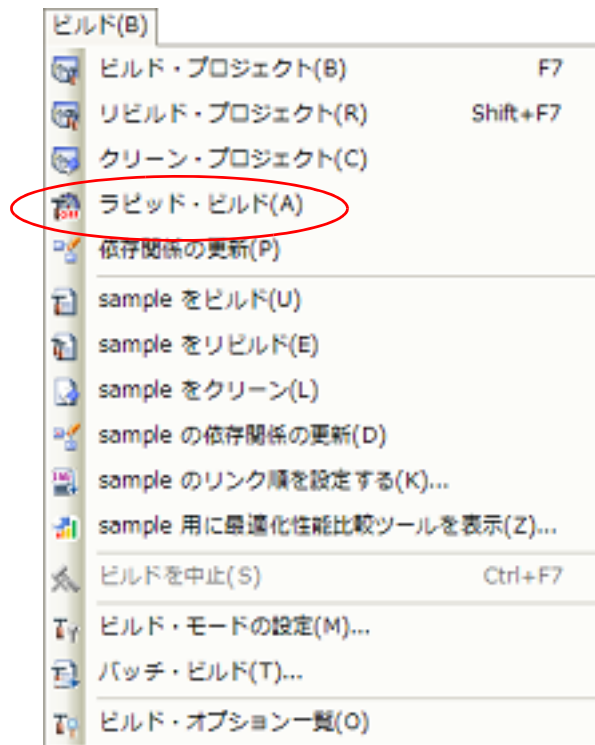 ビルド(B)
ビルド・プロジェクト(B) F7
リビルド・プロジェクト(R) Shift+F7
クリーン・プロジェクト(C)
ラピッド・ビルド(A)
依存関係の更新(P)
sample をビルド(U)
sample をリビルド(E)
sample をクリーン(L)
sample の依存関係の更新(D)
sample のリンク順を設定する(K)...
sample 用に最適化性能比較ツールを表示(Z)...
ビルドを中止(S) Ctrl+F7
ビルド・モードの設定(M)...
バッチ・ビルド(T)...
ビルド・オプション一覧(O)